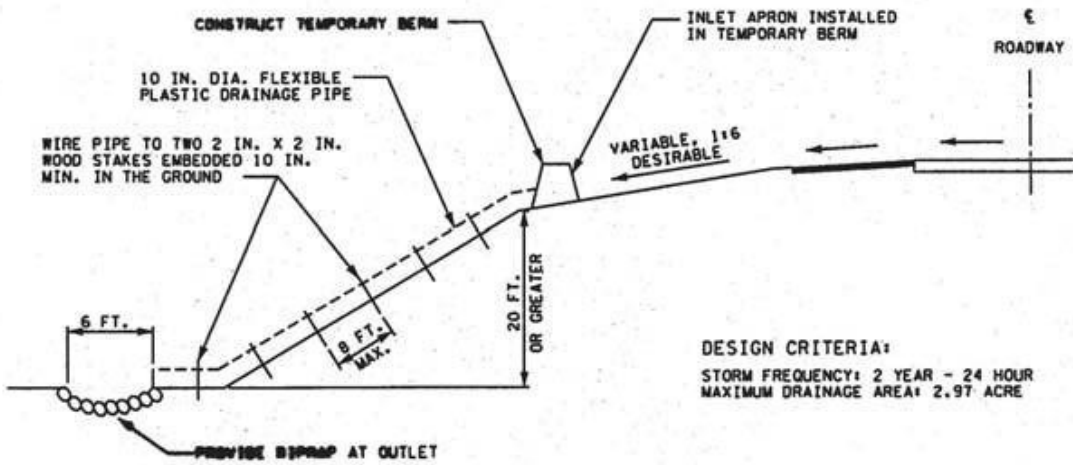 CONSTRUCT TEMPORARY BERM
INLET APRON INSTALLED
IN TEMPORARY BERM
℄
ROADWAY
10 IN. DIA. FLEXIBLE
PLASTIC DRAINAGE PIPE
WIRE PIPE TO TWO 2 IN. X 2 IN.
WOOD STAKES EMBEDDED 10 IN.
MIN. IN THE GROUND
VARIABLE, 1:6
DESIRABLE
20 FT.
OR GREATER
6 FT.
8 FT.
MAX.
DESIGN CRITERIA:
STORM FREQUENCY: 2 YEAR - 24 HOUR
MAXIMUM DRAINAGE AREA: 2.97 ACRE
PROVIDE RIPRAP AT OUTLET